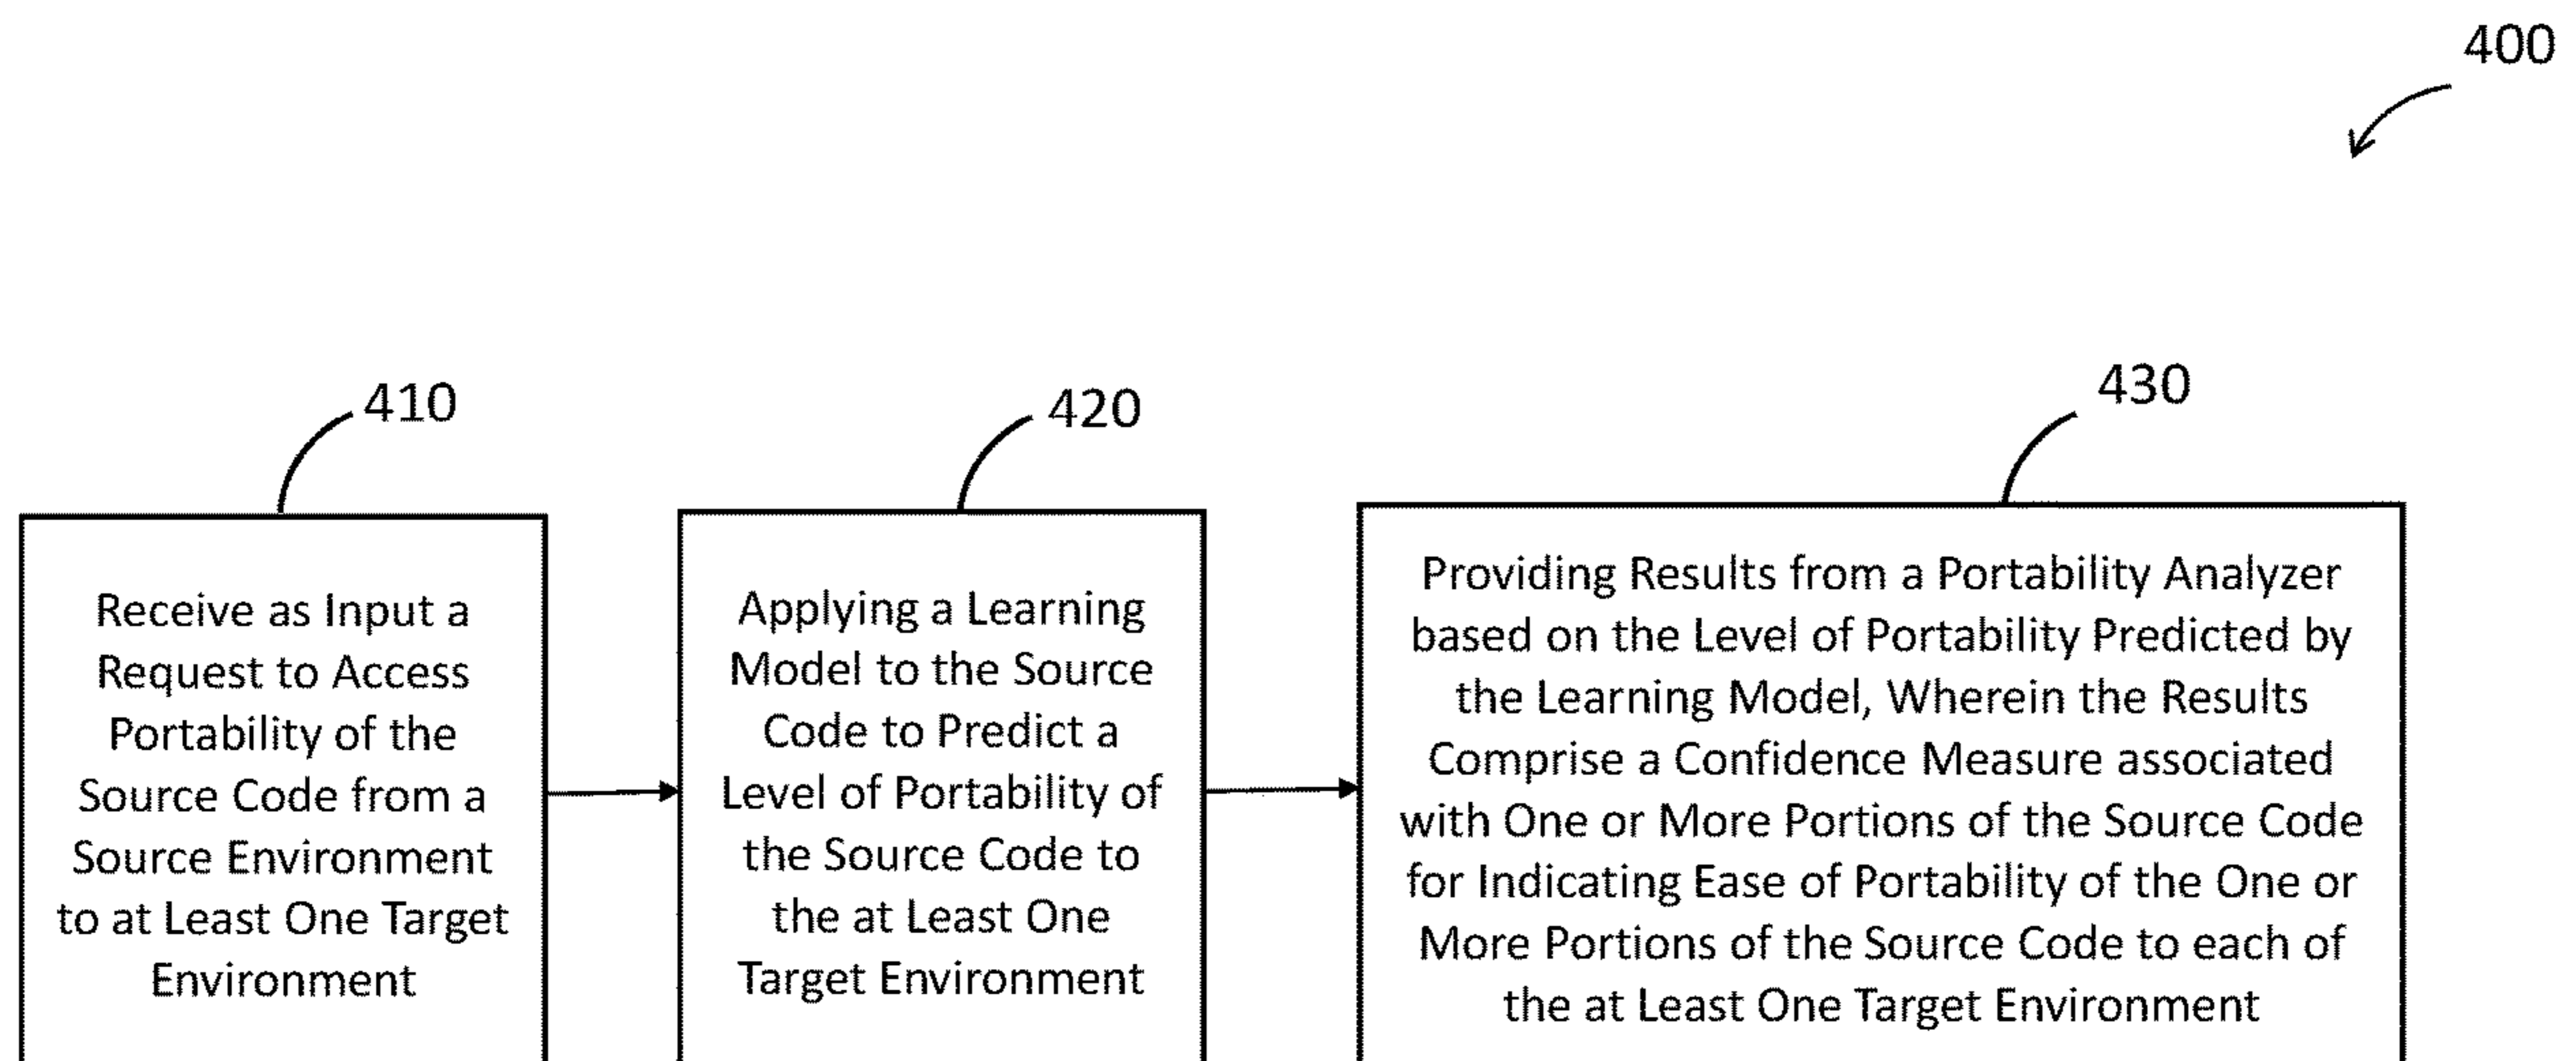 400
410
Receive as Input a
Request to Access
Portability of the
Source Code from a
Source Environment
to at Least One Target
Environment
420
Applying a Learning
Model to the Source
Code to Predict a
Level of Portability of
the Source Code to
the at Least One
Target Environment
430
Providing Results from a Portability Analyzer
based on the Level of Portability Predicted by
the Learning Model, Wherein the Results
Comprise a Confidence Measure associated
with One or More Portions of the Source Code
for Indicating Ease of Portability of the One or
More Portions of the Source Code to each of
the at Least One Target Environment